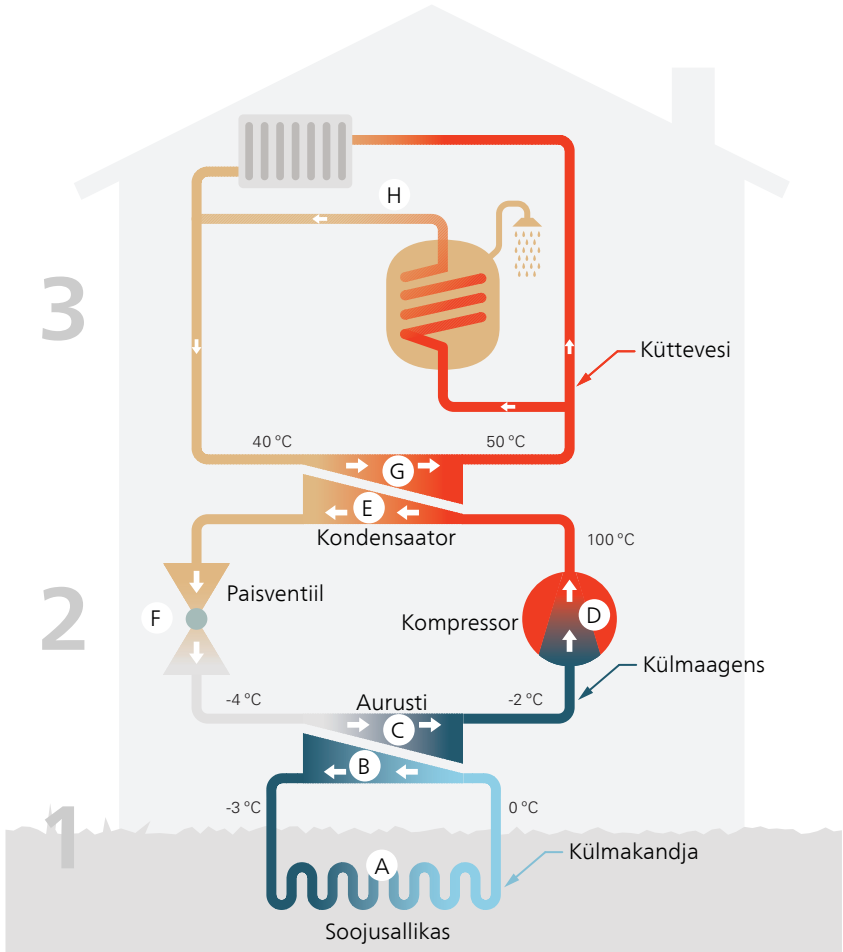 H
3
Küttevesi
40 °C
50 °C
G
E
Kondensaator
100 °C
Paisventiil
2
F
D
Kompressor
Külmaagens
-4 °C
Aurusti
-2 °C
C
B
-3 °C
0 °C
1
A
Külmakandja
Soojusallikas